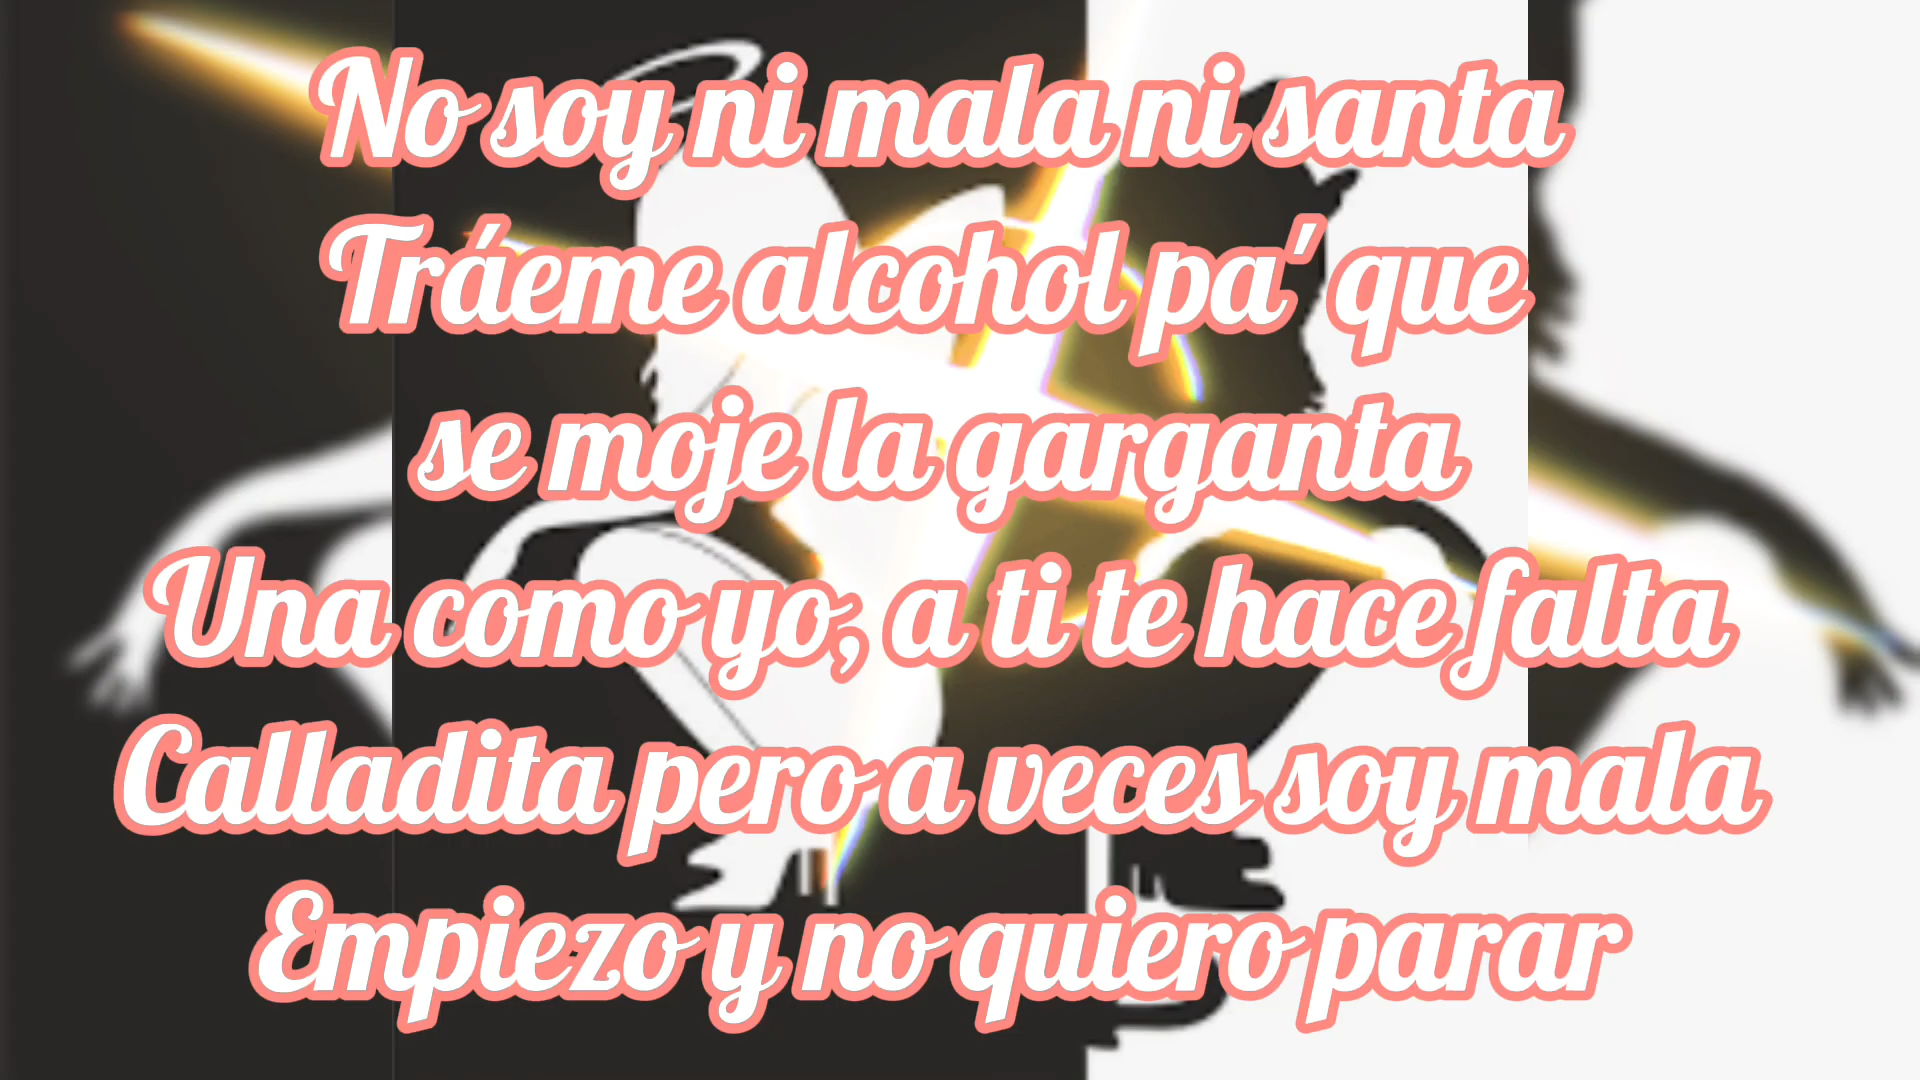 No soy ni mala ni santa
Tráeme alcohol pa' que
se moje la garganta
Una como yo, a ti te hace falta
Calladita pero a veces soy mala
Empiezo y no quiero parar